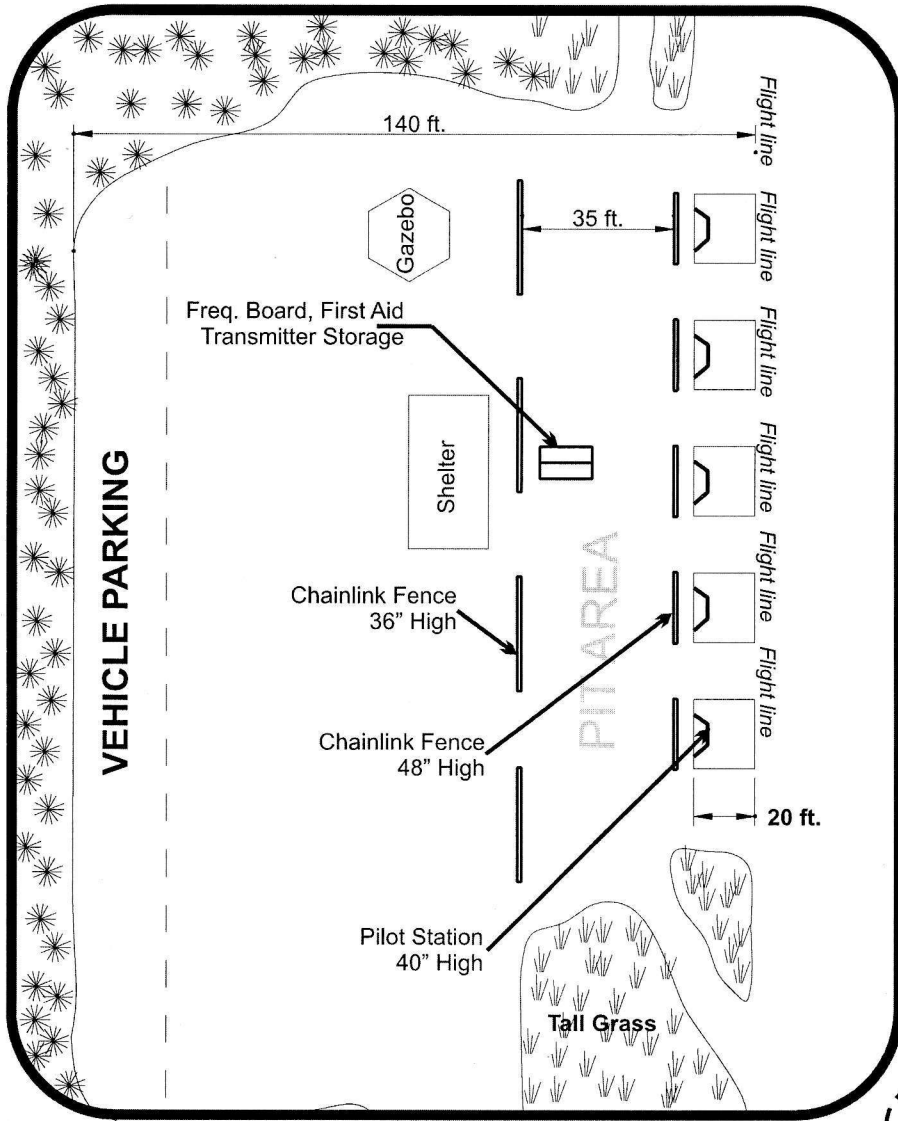 140 ft.
Flight line
35 ft.
Gazebo
Flight line
Freq. Board, First Aid
Transmitter Storage
Flight line
Shelter
Flight line
VEHICLE PARKING
PIT AREA
Chainlink Fence
36” High
Flight line
Chainlink Fence
48” High
Flight line
20 ft.
Pilot Station
40” High
Tall Grass